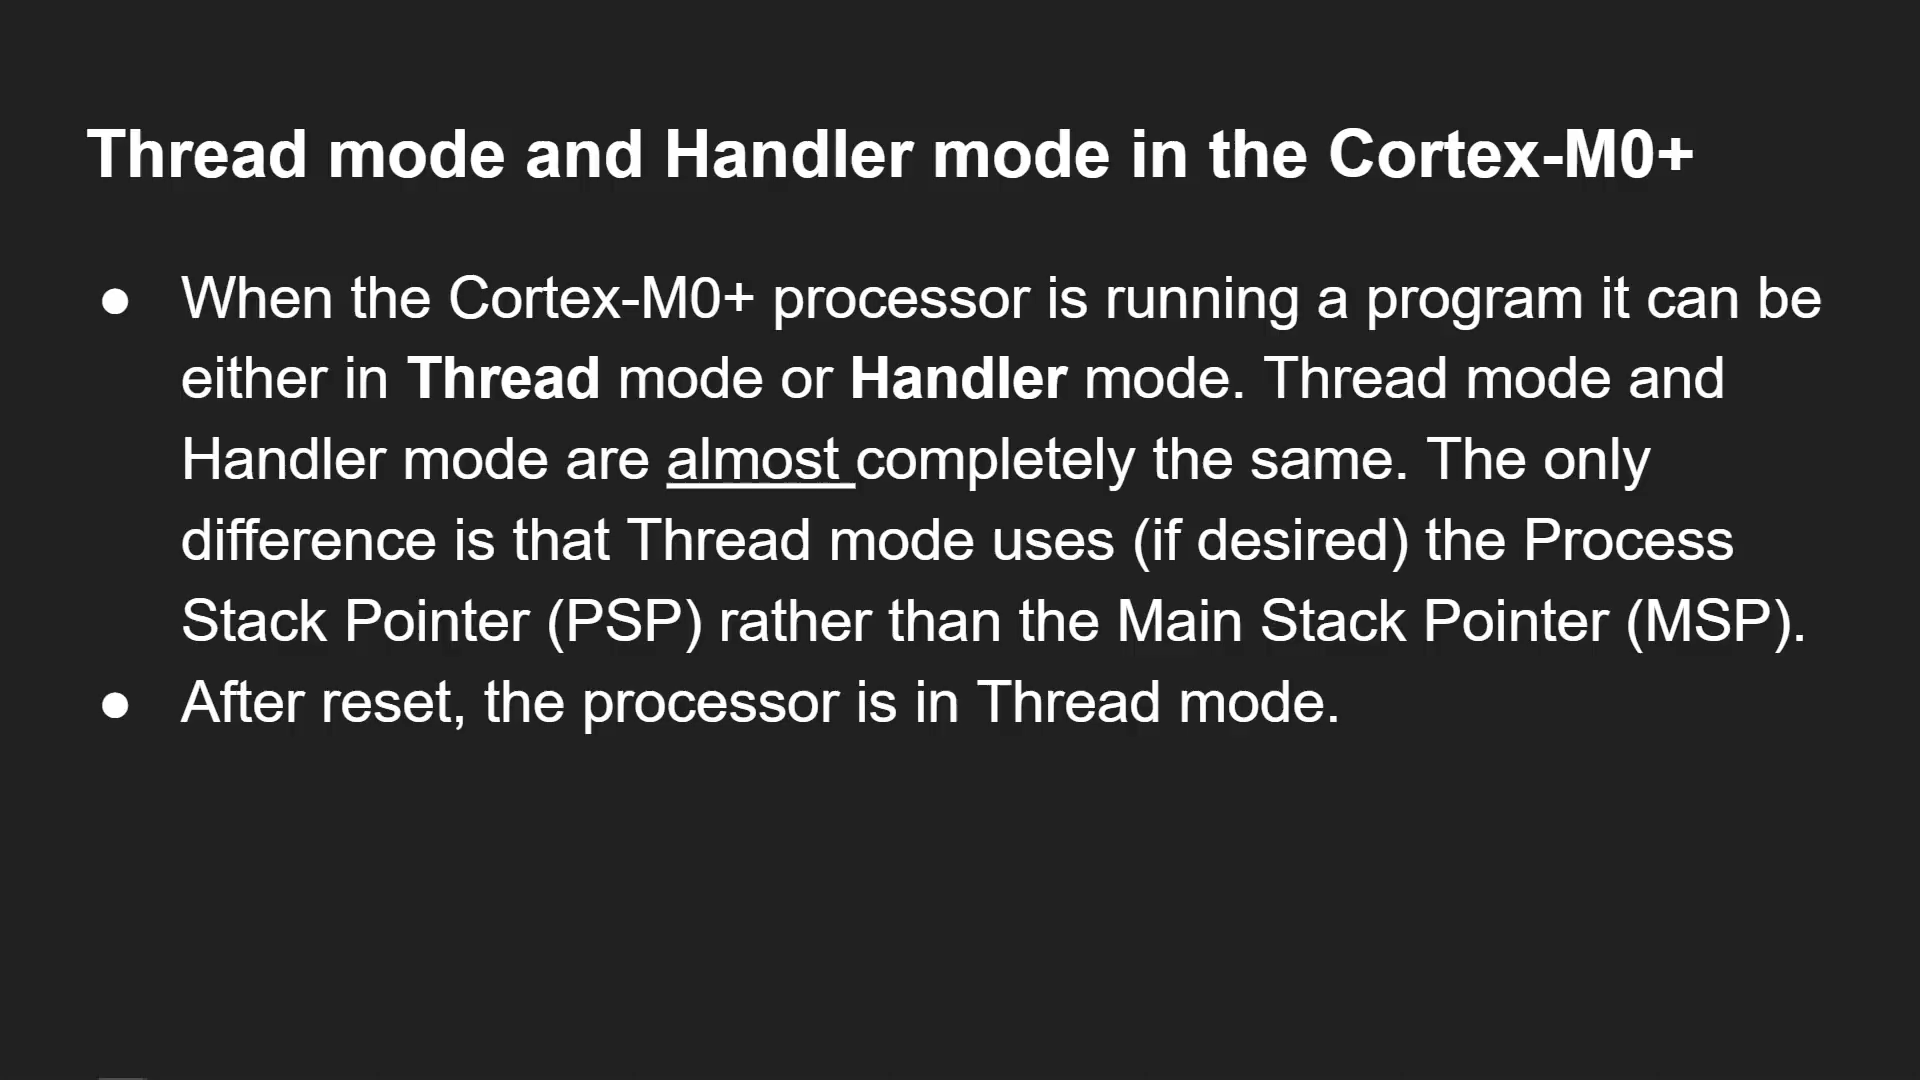 Thread mode and Handler mode in the Cortex-M0+
● When the Cortex-M0+ processor is running a program it can be
either in Thread mode or Handler mode. Thread mode and
Handler mode are almost completely the same. The only
difference is that Thread mode uses (if desired) the Process
Stack Pointer (PSP) rather than the Main Stack Pointer (MSP).
● After reset, the processor is in Thread mode.